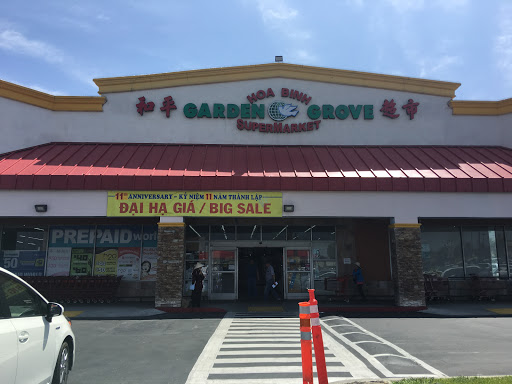 HOA BINH
和平 GARDEN GROVE 超市
SUPERMARKET
11TH ANNIVERSARY - KỶ NIỆM 11 NĂM THÀNH LẬP
ĐẠI HẠ GIÁ / BIG SALE
PREPAID
50